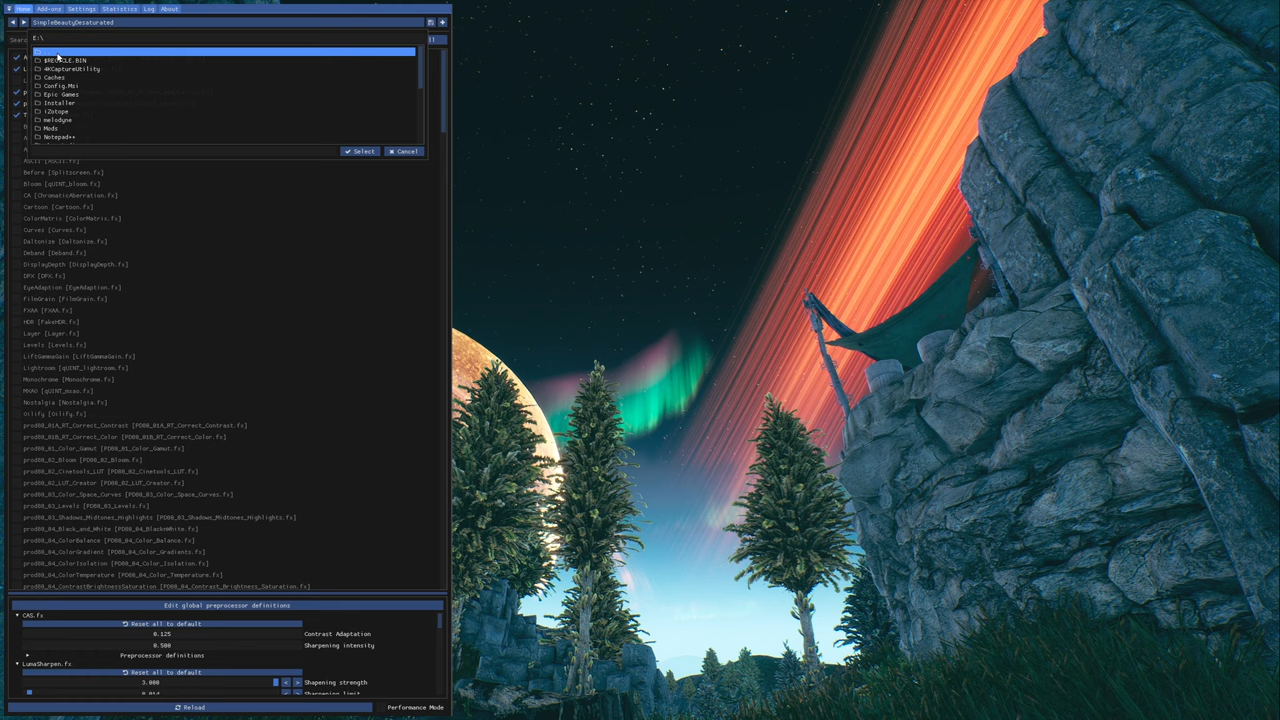 Home Add-ons Settings Statistics Log About
SimpleBeautyDesaturated
E:\
..
$RECYCLE.BIN
4KCaptureUtility
Caches
Config.Msi
Epic Games
Installer
iZotope
melodyne
Mods
Notepad++
Select Cancel
ASCII [ASCII.fx]
Before [Splitscreen.fx]
Bloom [qUINT_bloom.fx]
CA [ChromaticAberration.fx]
Cartoon [Cartoon.fx]
ColorMatrix [ColorMatrix.fx]
Curves [Curves.fx]
Daltonize [Daltonize.fx]
Deband [Deband.fx]
DisplayDepth [DisplayDepth.fx]
DPX [DPX.fx]
EyeAdaption [EyeAdaption.fx]
FilmGrain [FilmGrain.fx]
FXAA [FXAA.fx]
HDR [FakeHDR.fx]
Layer [Layer.fx]
Levels [Levels.fx]
LiftGammaGain [LiftGammaGain.fx]
Lightroom [qUINT_lightroom.fx]
Monochrome [Monochrome.fx]
MXAO [qUINT_mxao.fx]
Nostalgia [Nostalgia.fx]
Oilify [Oilify.fx]
prod80_01A_RT_Correct_Contrast [PD80_01A_RT_Correct_Contrast.fx]
prod80_01B_RT_Correct_Color [PD80_01B_RT_Correct_Color.fx]
prod80_01_Color_Gamut [PD80_01_Color_Gamut.fx]
prod80_02_Bloom [PD80_02_Bloom.fx]
prod80_02_Cinetools_LUT [PD80_02_Cinetools_LUT.fx]
prod80_02_LUT_Creator [PD80_02_LUT_Creator.fx]
prod80_03_Color_Space_Curves [PD80_03_Color_Space_Curves.fx]
prod80_03_Levels [PD80_03_Levels.fx]
prod80_03_Shadows_Midtones_Highlights [PD80_03_Shadows_Midtones_Highlights.fx]
prod80_04_Black_and_White [PD80_04_BlacknWhite.fx]
prod80_04_ColorBalance [PD80_04_Color_Balance.fx]
prod80_04_ColorGradient [PD80_04_Color_Gradients.fx]
prod80_04_ColorIsolation [PD80_04_Color_Isolation.fx]
prod80_04_ColorTemperature [PD80_04_Color_Temperature.fx]
prod80_04_ContrastBrightnessSaturation [PD80_04_Contrast_Brightness_Saturation.fx]
Edit global preprocessor definitions
CAS.fx
Reset all to default
0.125 Contrast Adaptation
0.500 Sharpening intensity
Preprocessor definitions
LumaSharpen.fx
Reset all to default
3.000 < > Shapening strength
0.014 Sharpening limit
Reload Performance Mode